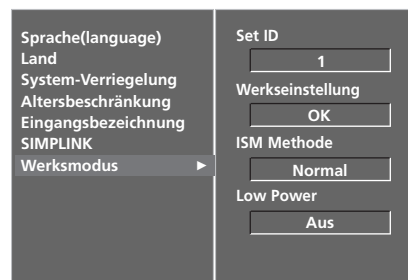 Sprache(language)
Land
System-Verriegelung
Altersbeschränkung
Eingangsbezeichnung
SIMPLINK
Werksmodus ►
Set ID
1
Werkseinstellung
OK
ISM Methode
Normal
Low Power
Aus